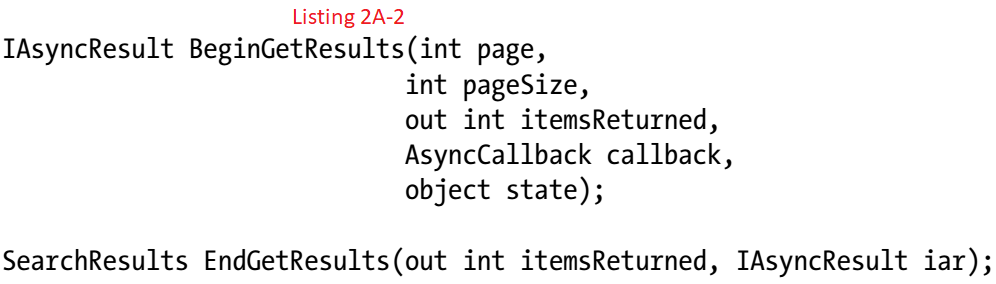 Listing 2A-2
IAsyncResult BeginGetResults(int page,
int pageSize,
out int itemsReturned,
AsyncCallback callback,
object state);
SearchResults EndGetResults(out int itemsReturned, IAsyncResult iar);